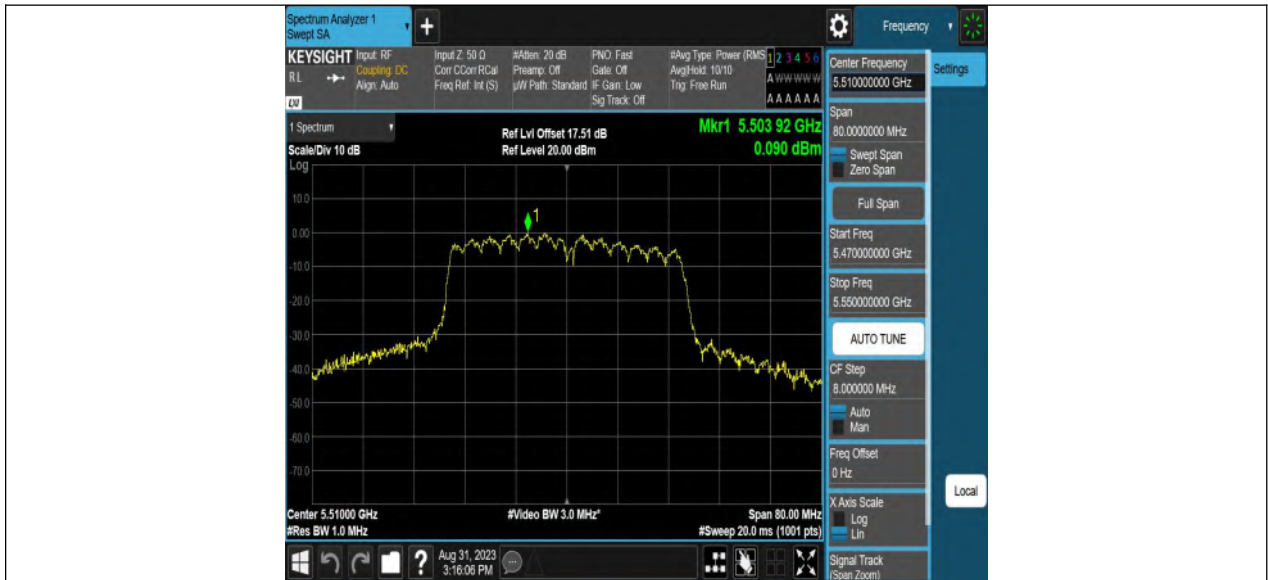 Spectrum Analyzer 1
Swept SA
+
Frequency
KEYSIGHT
RL
LXI
Input: RF
Coupling: DC
Align: Auto
Input Z: 50 Ω
Corr CCorr RCal
Freq Ref: Int (S)
#Atten: 20 dB
Preamp: Off
µW Path: Standard
PNO: Fast
Gate: Off
IF Gain: Low
Sig Track: Off
#Avg Type: Power (RMS
Avg|Hold: 10/10
Trig: Free Run
1 2 3 4 5 6
A W W W W W
A A A A A A
1 Spectrum
Scale/Div 10 dB
Ref Lvl Offset 17.51 dB
Ref Level 20.00 dBm
Mkr1 5.503 92 GHz
0.090 dBm
Log
10.0
0.00
-10.0
-20.0
-30.0
-40.0
-50.0
-60.0
-70.0
1
Center 5.51000 GHz
#Res BW 1.0 MHz
#Video BW 3.0 MHz*
Span 80.00 MHz
#Sweep 20.0 ms (1001 pts)
?
Aug 31, 2023
3:16:06 PM
Center Frequency
5.510000000 GHz
Settings
Span
80.0000000 MHz
Swept Span
Zero Span
Full Span
Start Freq
5.470000000 GHz
Stop Freq
5.550000000 GHz
AUTO TUNE
CF Step
8.000000 MHz
Auto
Man
Freq Offset
0 Hz
X Axis Scale
Log
Lin
Local
Signal Track
(Span Zoom)